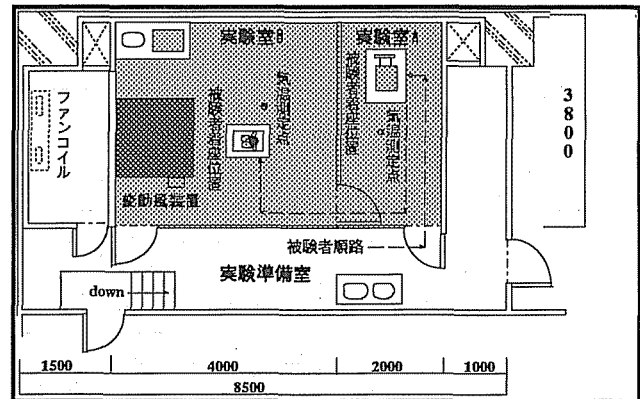 実験室B
実験室A
被験者着座位置
気温測定点
被験者着座位置
気温測定点
ファンコイル
変動風装置
被験者順路
実験準備室
down
3800
1500
4000
2000
1000
8500